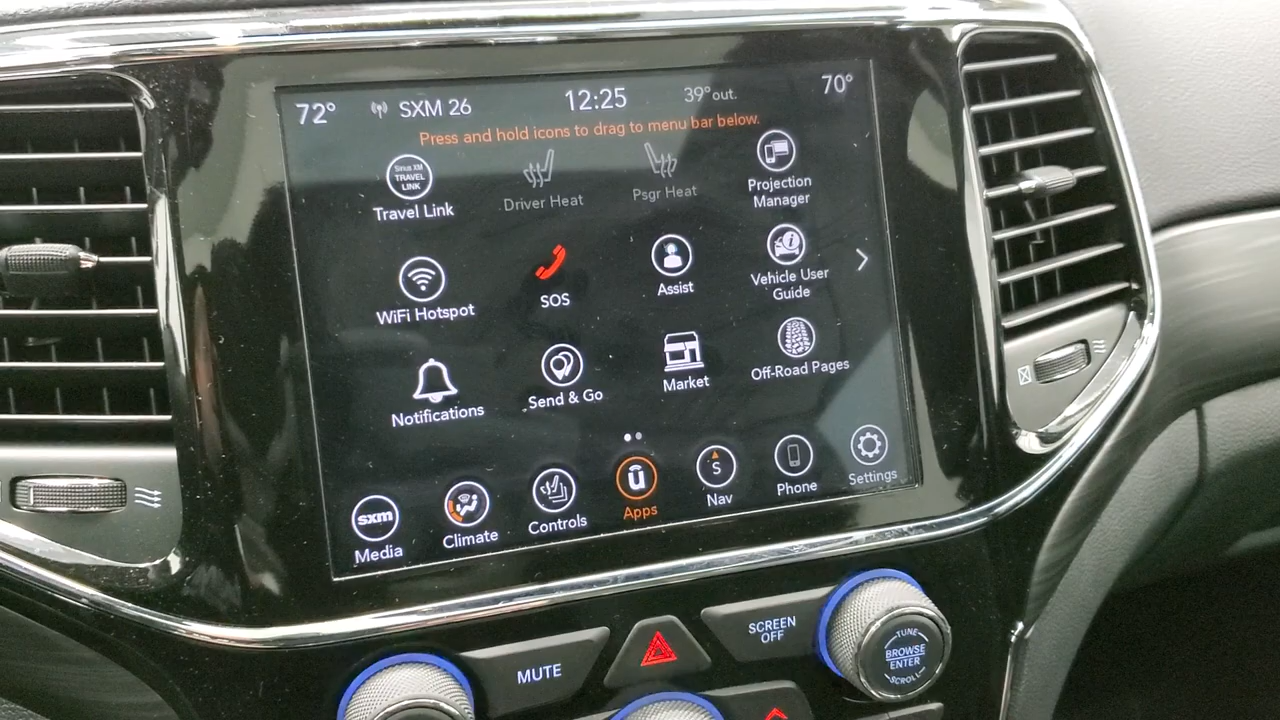 72° SXM 26 12:25 39° out. 70°
Press and hold icons to drag to menu bar below.
Sirius XM
TRAVEL
LINK
Travel Link
Driver Heat
Psgr Heat
Projection
Manager
WiFi Hotspot
SOS
Assist
Vehicle User
Guide
Notifications
Send & Go
Market
Off-Road Pages
sxm
Media
Climate
Controls
ū
Apps
S
Nav
Phone
Settings
MUTE
SCREEN
OFF
TUNE
BROWSE
ENTER
SCROLL